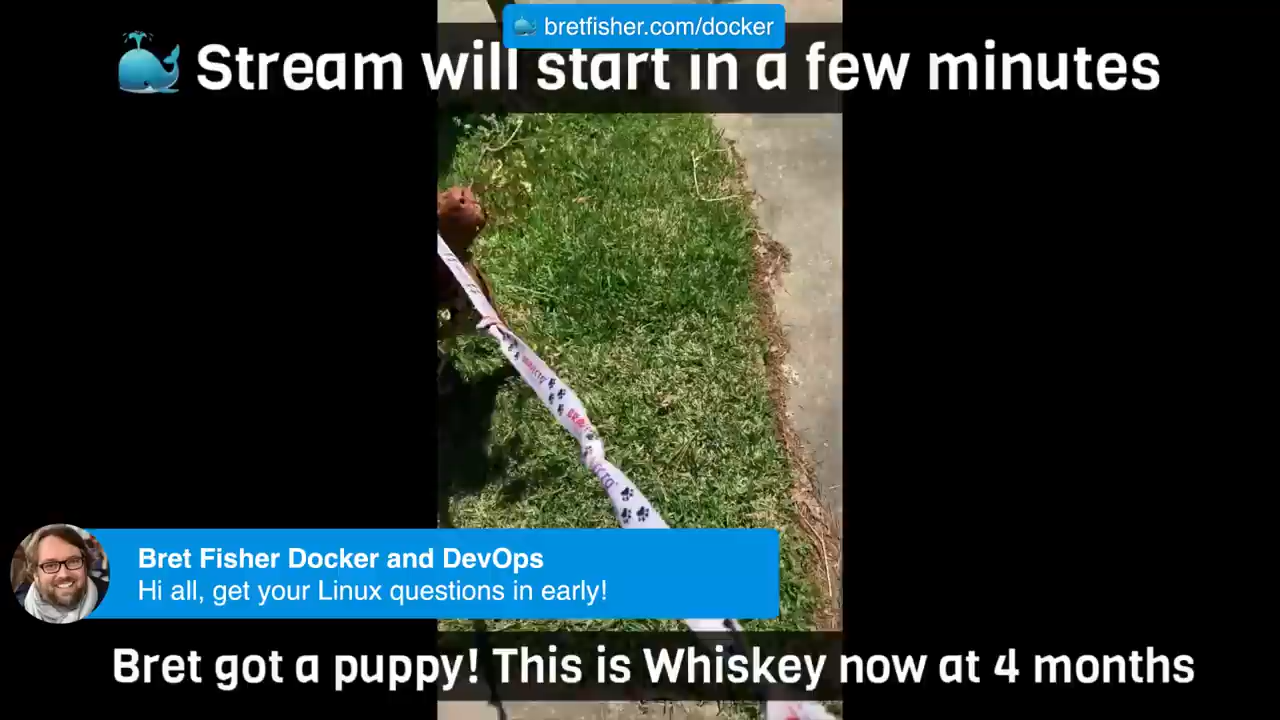 bretfisher.com/docker
Stream will start in a few minutes
Bret Fisher Docker and DevOps
Hi all, get your Linux questions in early!
Bret got a puppy! This is Whiskey now at 4 months